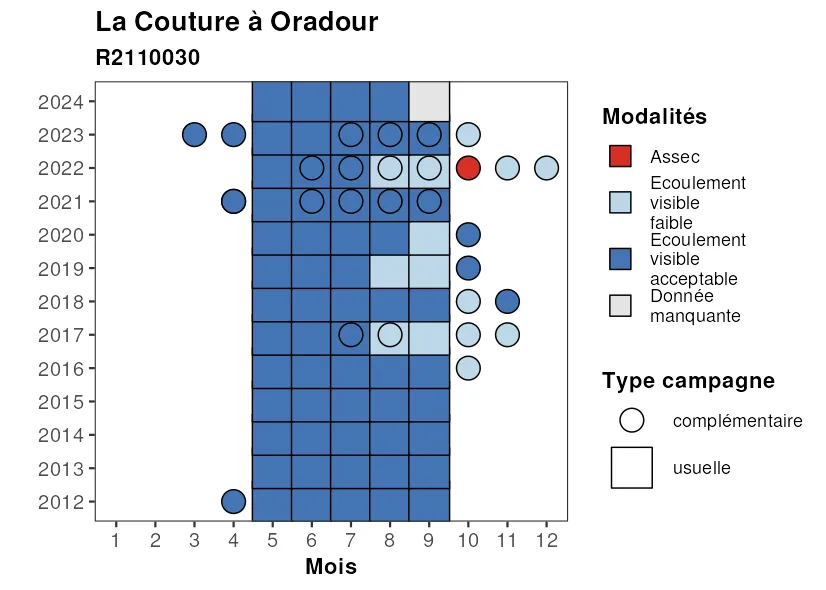 La Couture à Oradour
R2110030
2024
2023
2022
2021
2020
2019
2018
2017
2016
2015
2014
2013
2012
1 2 3 4 5 6 7 8 9 10 11 12
Mois
Modalités
Assec
Ecoulement
visible
faible
Ecoulement
visible
acceptable
Donnée
manquante
Type campagne
complémentaire
usuelle